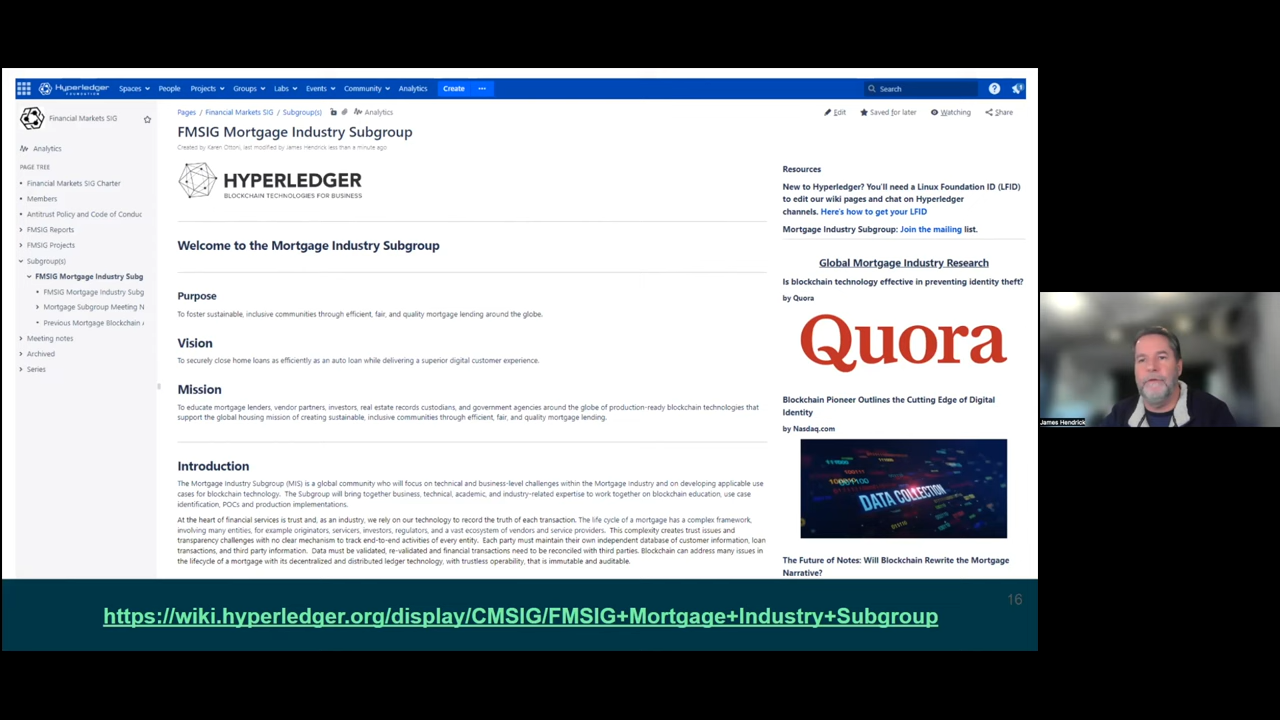 Hyperledger
FOUNDATION
Spaces
People
Projects
Groups
Labs
Events
Community
Analytics
Create
Search
Financial Markets SIG
Analytics
PAGE TREE
Financial Markets SIG Charter
Members
Antitrust Policy and Code of Conduc
FMSIG Reports
FMSIG Projects
Subgroup(s)
FMSIG Mortgage Industry Subg
FMSIG Mortgage Industry Subg
Mortgage Subgroup Meeting N
Previous Mortgage Blockchain
Meeting notes
Archived
Series
Pages / Financial Markets SIG / Subgroup(s)
Analytics
Edit
Saved for later
Watching
Share
FMSIG Mortgage Industry Subgroup
Created by Karen Ottoni, last modified by James Hendrick less than a minute ago
HYPERLEDGER
BLOCKCHAIN TECHNOLOGIES FOR BUSINESS
Welcome to the Mortgage Industry Subgroup
Purpose
To foster sustainable, inclusive communities through efficient, fair, and quality mortgage lending around the globe.
Vision
To securely close home loans as efficiently as an auto loan while delivering a superior digital customer experience.
Mission
To educate mortgage lenders, vendor partners, investors, real estate records custodians, and government agencies around the globe of production-ready blockchain technologies that
support the global housing mission of creating sustainable, inclusive communities through efficient, fair, and quality mortgage lending.
Introduction
The Mortgage Industry Subgroup (MIS) is a global community who will focus on technical and business-level challenges within the Mortgage Industry and on developing applicable use
cases for blockchain technology. The Subgroup will bring together business, technical, academic, and industry-related expertise to work together on blockchain education, use case
identification, POCs and production implementations.
At the heart of financial services is trust and, as an industry, we rely on our technology to record the truth of each transaction. The life cycle of a mortgage has a complex framework,
involving many entities, for example originators, servicers, investors, regulators, and a vast ecosystem of vendors and service providers. This complexity creates trust issues and
transparency challenges with no clear mechanism to track end-to-end activities of every entity. Each party must maintain their own independent database of customer information, loan
transactions, and third party information. Data must be validated, re-validated and financial transactions need to be reconciled with third parties. Blockchain can address many issues in
the lifecycle of a mortgage with its decentralized and distributed ledger technology, with trustless operability, that is immutable and auditable.
Resources
New to Hyperledger? You'll need a Linux Foundation ID (LFID)
to edit our wiki pages and chat on Hyperledger
channels. Here's how to get your LFID
Mortgage Industry Subgroup: Join the mailing list.
Global Mortgage Industry Research
Is blockchain technology effective in preventing identity theft?
by Quora
Quora
Blockchain Pioneer Outlines the Cutting Edge of Digital
Identity
by Nasdaq.com
DATA COLLECTION
The Future of Notes: Will Blockchain Rewrite the Mortgage
Narrative?
16
https://wiki.hyperledger.org/display/CMSIG/FMSIG+Mortgage+Industry+Subgroup
James Hendrick